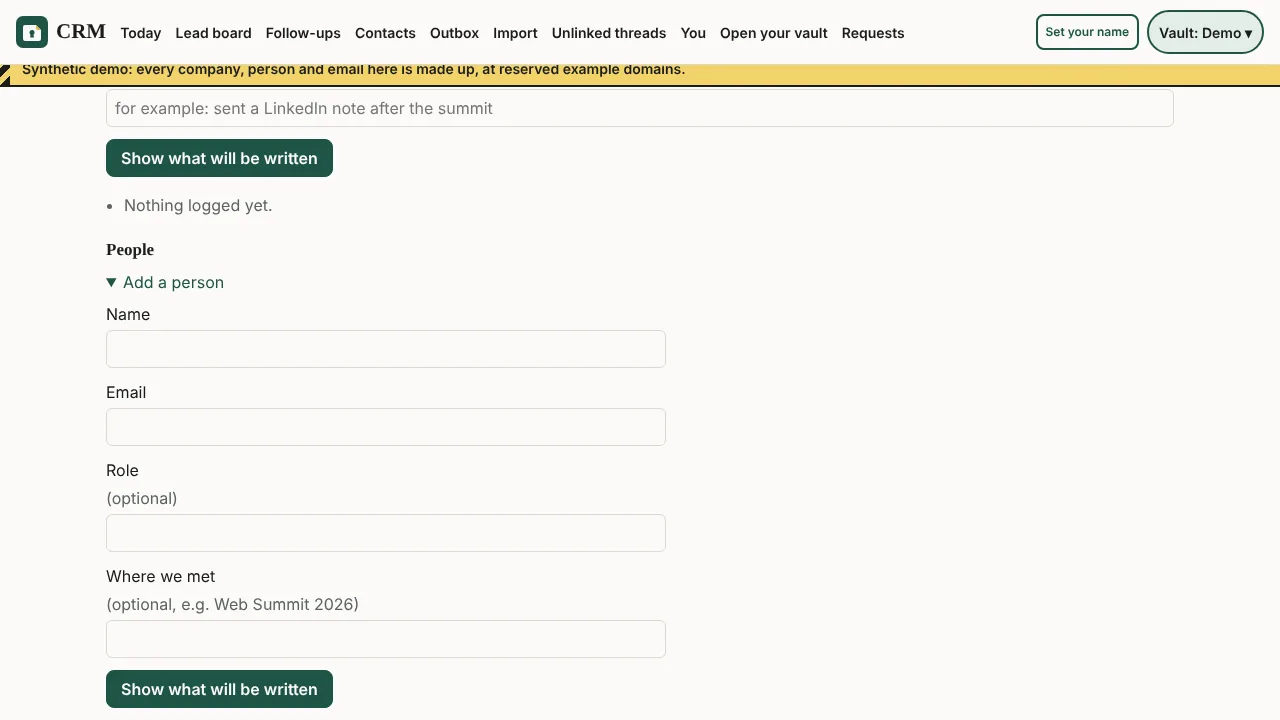 CRM Today Lead board Follow-ups Contacts Outbox Import Unlinked threads You Open your vault Requests Set your name Vault: Demo ▾
Synthetic demo: every company, person and email here is made up, at reserved example domains.
for example: sent a LinkedIn note after the summit
Show what will be written
• Nothing logged yet.
People
▼ Add a person
Name
Email
Role
(optional)
Where we met
(optional, e.g. Web Summit 2026)
Show what will be written